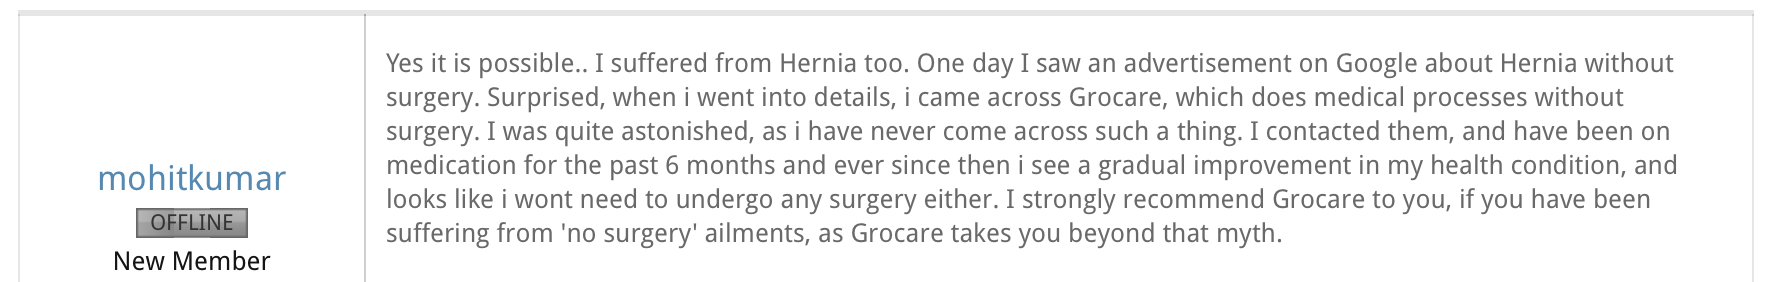 Yes it is possible.. I suffered from Hernia too. One day I saw an advertisement on Google about Hernia without
surgery. Surprised, when i went into details, i came across Grocare, which does medical processes without
surgery. I was quite astonished, as i have never come across such a thing. I contacted them, and have been on
medication for the past 6 months and ever since then i see a gradual improvement in my health condition, and
looks like i wont need to undergo any surgery either. I strongly recommend Grocare to you, if you have been
suffering from 'no surgery' ailments, as Grocare takes you beyond that myth.
mohitkumar
OFFLINE
New Member